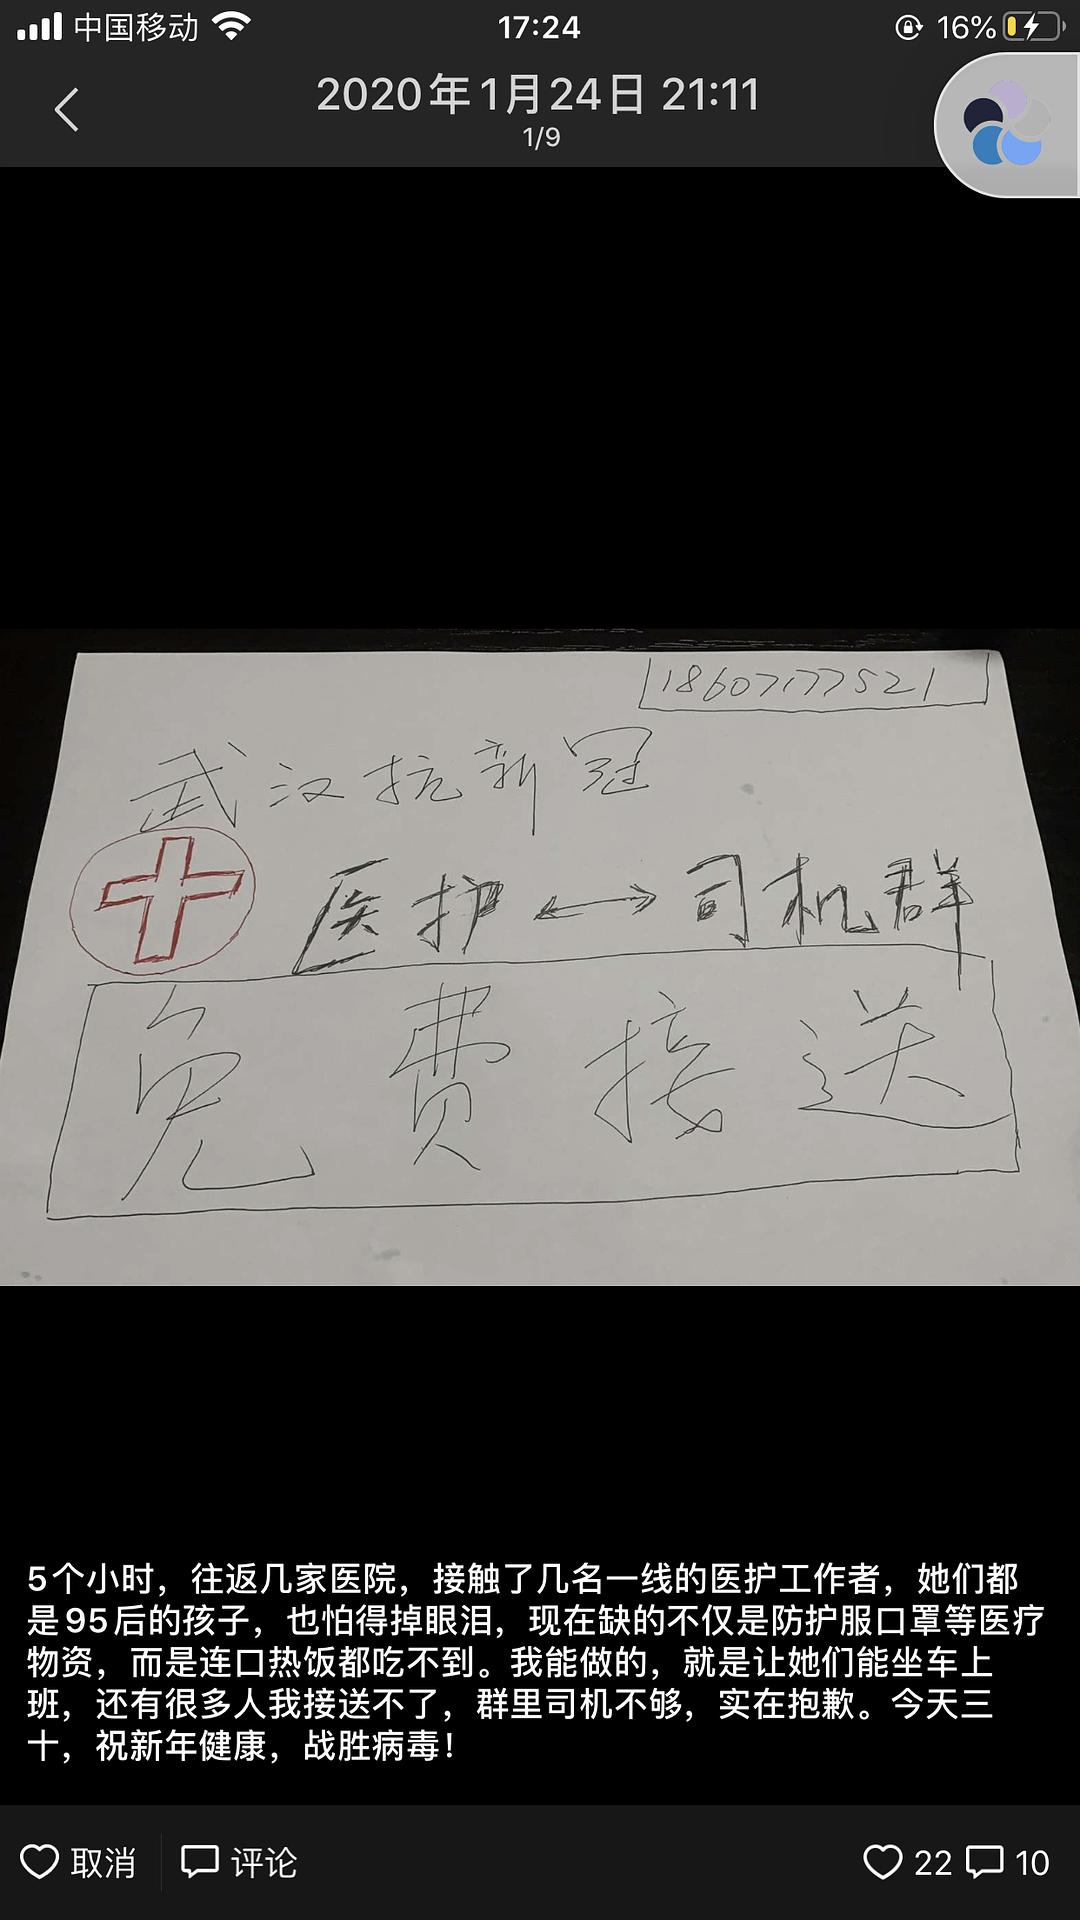 中国移动 17:24 16%
2020年1月24日 21:11
1/9
18607177521
武汉抗新冠
医护 ↔ 司机群
免费接送
5个小时，往返几家医院，接触了几名一线的医护工作者，她们都
是95后的孩子，也怕得掉眼泪，现在缺的不仅是防护服口罩等医疗
物资，而是连口热饭都吃不到。我能做的，就是让她们能坐车上
班，还有很多人我接送不了，群里司机不够，实在抱歉。今天三
十，祝新年健康，战胜病毒！
取消 评论 22 10